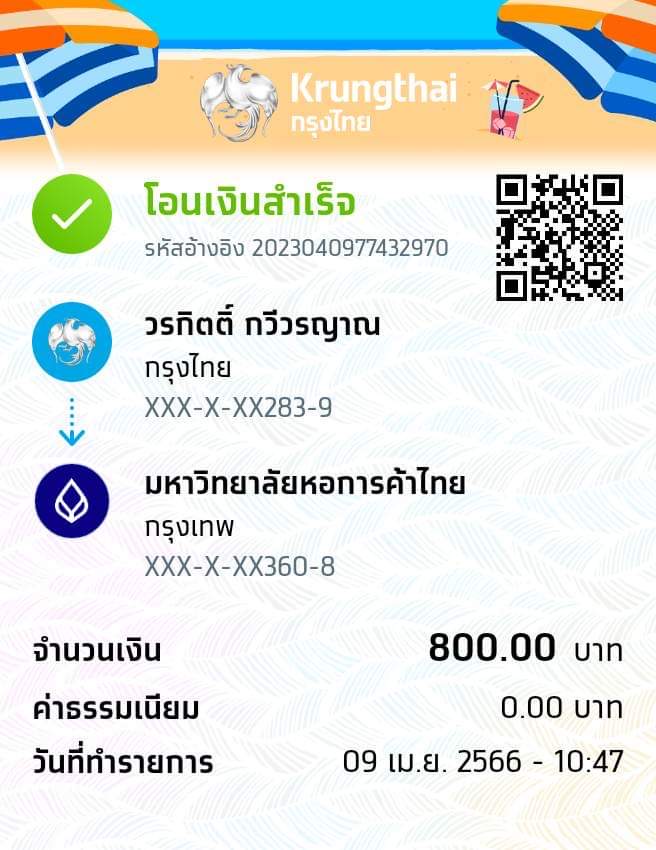 Krungthai
กรุงไทย
โอนเงินสำเร็จ
รหัสอ้างอิง 2023040977432970
วรกิตติ์ กวีวรญาณ
กรุงไทย
XXX-X-XX283-9
มหาวิทยาลัยหอการค้าไทย
กรุงเทพ
XXX-X-XX360-8
จำนวนเงิน 800.00 บาท
ค่าธรรมเนียม 0.00 บาท
วันที่ทำรายการ 09 เม.ย. 2566 - 10:47